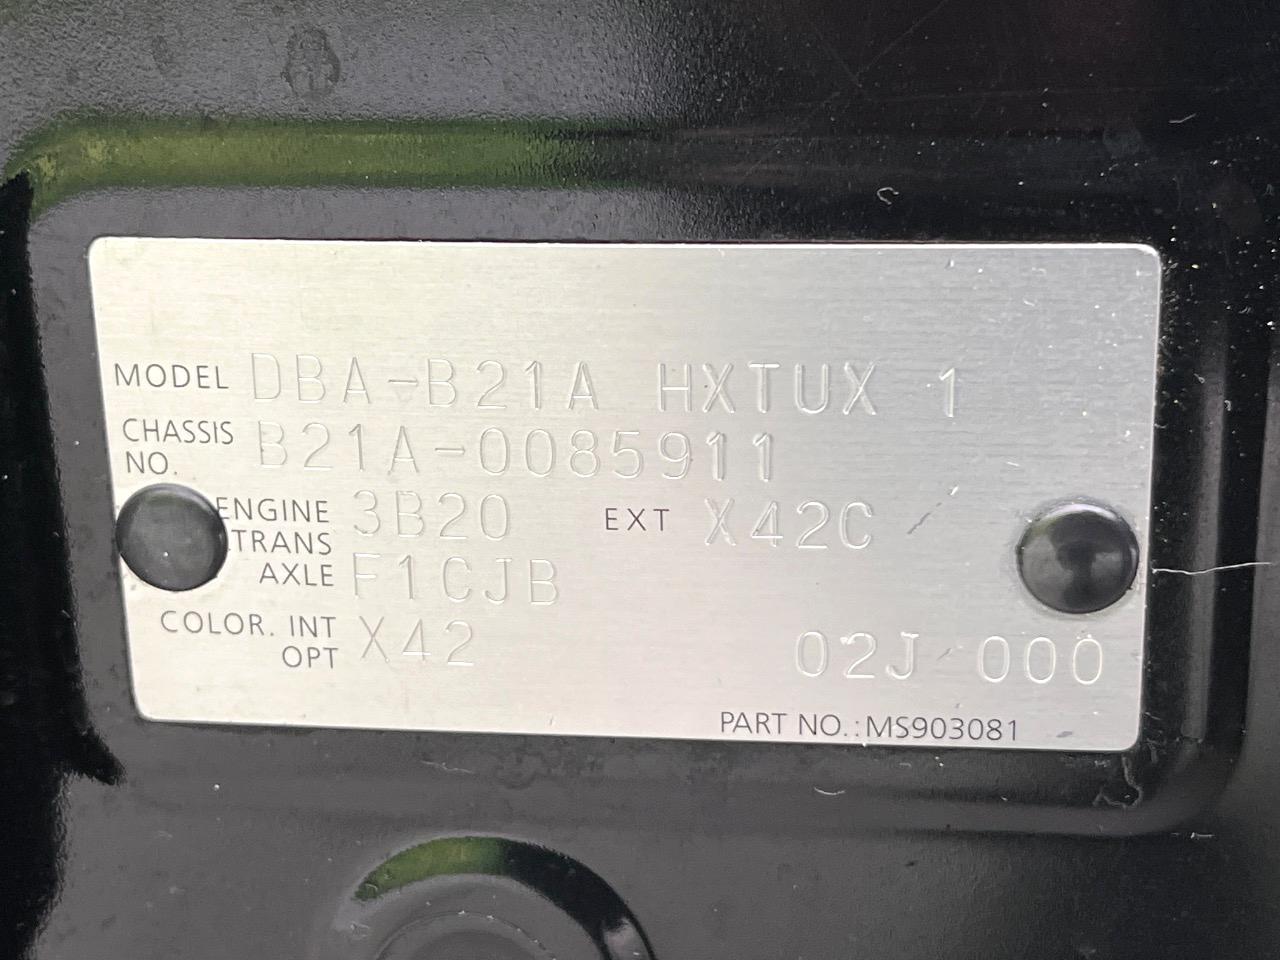 MODEL DBA-B21A HXTUX 1
CHASSIS NO. B21A-0085911
ENGINE 3B20 EXT X42C
TRANS AXLE F1CJB
COLOR. INT OPT X42 02J 000
PART NO.:MS903081